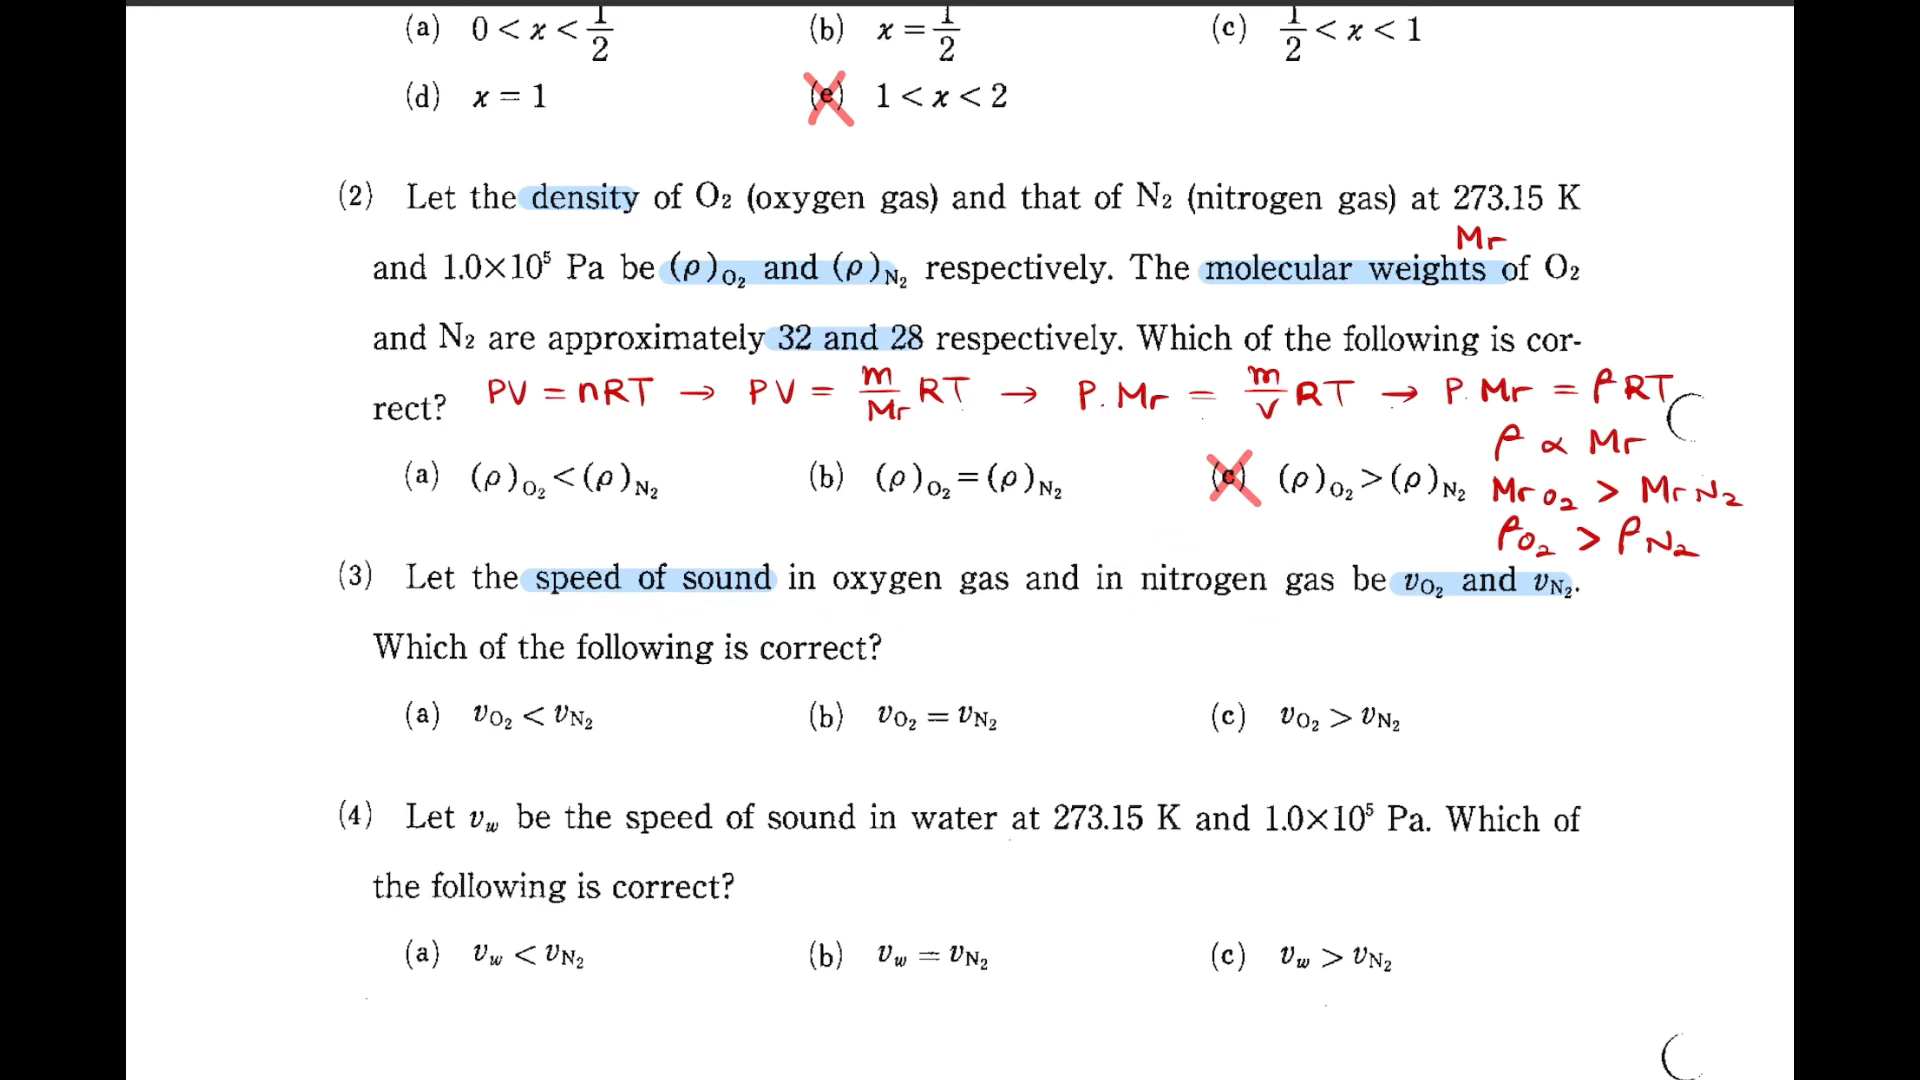 (a) 0 < x < 1/2 (b) x = 1/2 (c) 1/2 < x < 1
(d) x = 1 (e) 1 < x < 2
(2) Let the density of O₂ (oxygen gas) and that of N₂ (nitrogen gas) at 273.15 K
Mr
and 1.0×10⁵ Pa be (ρ)O₂ and (ρ)N₂ respectively. The molecular weights of O₂
and N₂ are approximately 32 and 28 respectively. Which of the following is cor-
rect? PV = nRT → PV = m/Mr RT → P.Mr = m/V RT → P.Mr = ρRT
ρ ∝ Mr
(a) (ρ)O₂ < (ρ)N₂ (b) (ρ)O₂ = (ρ)N₂ (c) (ρ)O₂ > (ρ)N₂ Mr O₂ > Mr N₂
ρO₂ > ρN₂
(3) Let the speed of sound in oxygen gas and in nitrogen gas be vO₂ and vN₂.
Which of the following is correct?
(a) vO₂ < vN₂ (b) vO₂ = vN₂ (c) vO₂ > vN₂
(4) Let vw be the speed of sound in water at 273.15 K and 1.0×10⁵ Pa. Which of
the following is correct?
(a) vw < vN₂ (b) vw = vN₂ (c) vw > vN₂